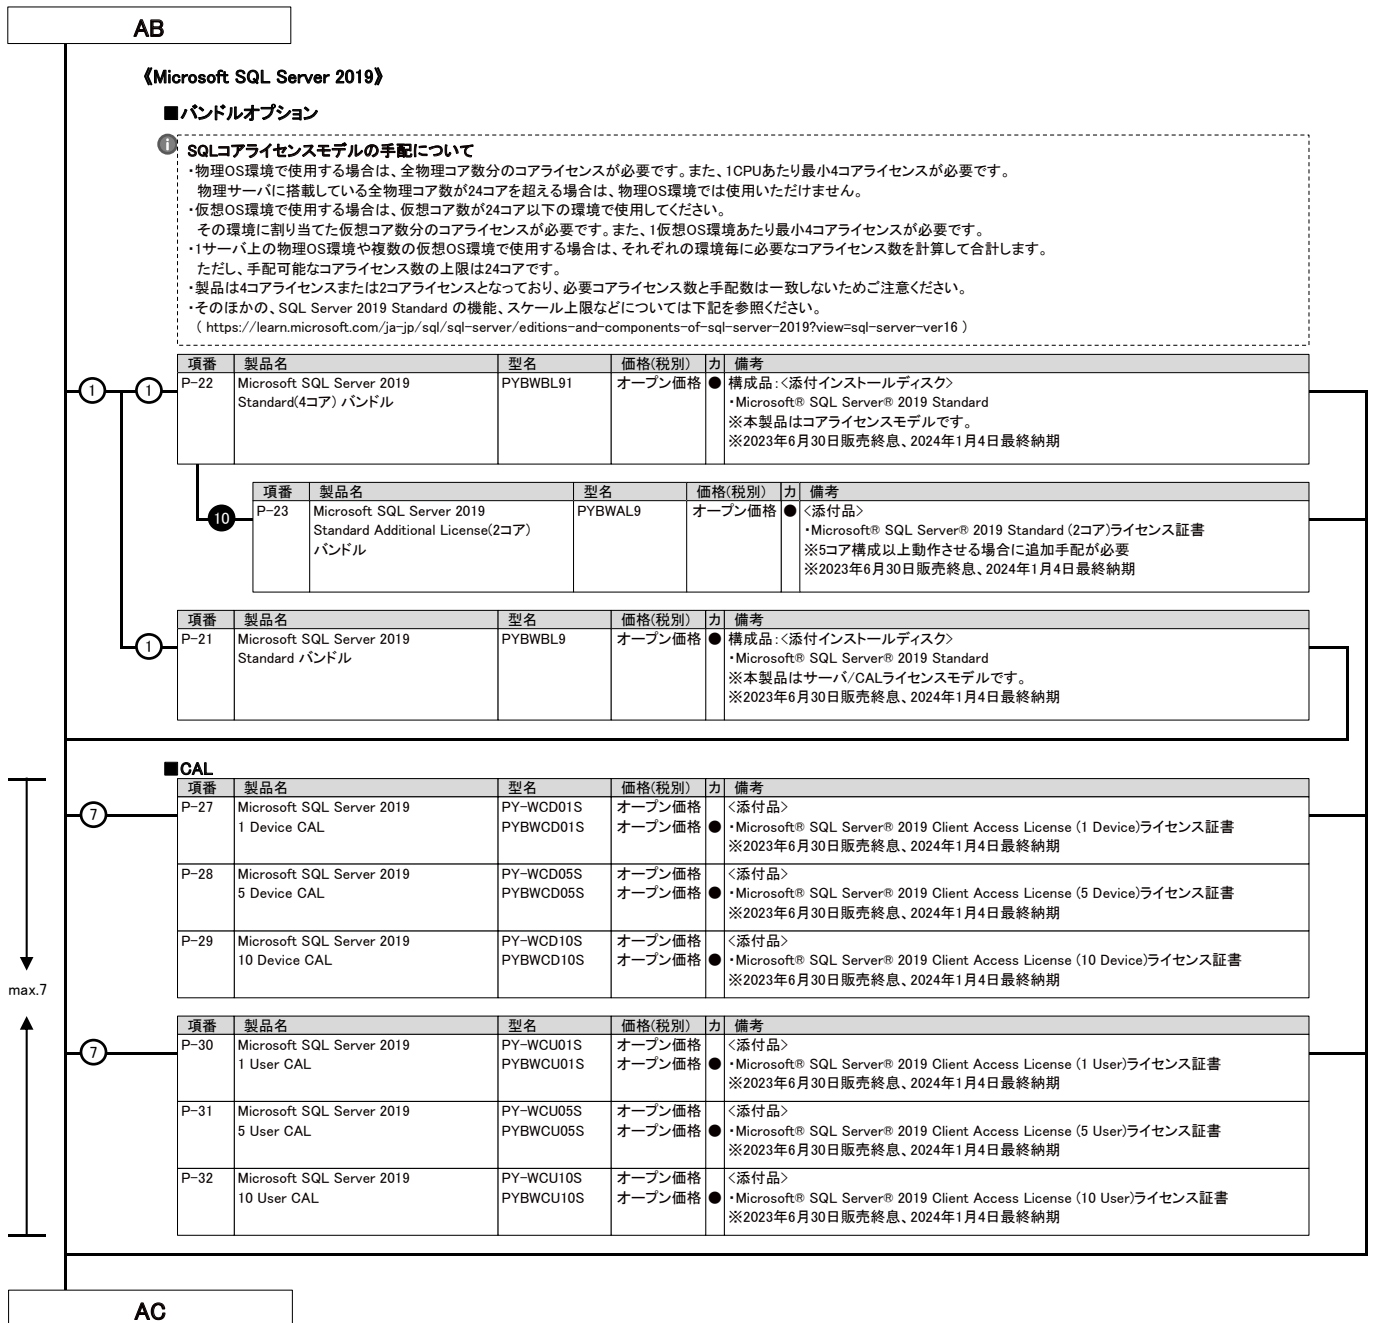 AB
《Microsoft SQL Server 2019》
■バンドルオプション
i
SQLコアライセンスモデルの手配について
・物理OS環境で使用する場合は、全物理コア数分のコアライセンスが必要です。また、1CPUあたり最小4コアライセンスが必要です。
物理サーバに搭載している全物理コア数が24コアを超える場合は、物理OS環境では使用いただけません。
・仮想OS環境で使用する場合は、仮想コア数が24コア以下の環境で使用してください。
その環境に割り当てた仮想コア数分のコアライセンスが必要です。また、1仮想OS環境あたり最小4コアライセンスが必要です。
・1サーバ上の物理OS環境や複数の仮想OS環境で使用する場合は、それぞれの環境毎に必要なコアライセンス数を計算して合計します。
ただし、手配可能なコアライセンス数の上限は24コアです。
・製品は4コアライセンスまたは2コアライセンスとなっており、必要コアライセンス数と手配数は一致しないためご注意ください。
・そのほかの、SQL Server 2019 Standard の機能、スケール上限などについては下記を参照ください。
( https://learn.microsoft.com/ja-jp/sql/sql-server/editions-and-components-of-sql-server-2019?view=sql-server-ver16 )
項番 製品名 型名 価格(税別) カ 備考
1 1 P-22 Microsoft SQL Server 2019 PYBWBL91 オープン価格 ● 構成品:<添付インストールディスク>
Standard(4コア) バンドル ・Microsoft® SQL Server® 2019 Standard
※本製品はコアライセンスモデルです。
※2023年6月30日販売終息、2024年1月4日最終納期
項番 製品名 型名 価格(税別) カ 備考
10 P-23 Microsoft SQL Server 2019 PYBWAL9 オープン価格 ● <添付品>
Standard Additional License(2コア) ・Microsoft® SQL Server® 2019 Standard (2コア)ライセンス証書
バンドル ※5コア構成以上動作させる場合に追加手配が必要
※2023年6月30日販売終息、2024年1月4日最終納期
項番 製品名 型名 価格(税別) カ 備考
1 P-21 Microsoft SQL Server 2019 PYBWBL9 オープン価格 ● 構成品:<添付インストールディスク>
Standard バンドル ・Microsoft® SQL Server® 2019 Standard
※本製品はサーバ/CALライセンスモデルです。
※2023年6月30日販売終息、2024年1月4日最終納期
■CAL
項番 製品名 型名 価格(税別) カ 備考
7 P-27 Microsoft SQL Server 2019 PY-WCD01S オープン価格 <添付品>
1 Device CAL PYBWCD01S オープン価格 ● ・Microsoft® SQL Server® 2019 Client Access License (1 Device)ライセンス証書
※2023年6月30日販売終息、2024年1月4日最終納期
P-28 Microsoft SQL Server 2019 PY-WCD05S オープン価格 <添付品>
5 Device CAL PYBWCD05S オープン価格 ● ・Microsoft® SQL Server® 2019 Client Access License (5 Device)ライセンス証書
※2023年6月30日販売終息、2024年1月4日最終納期
P-29 Microsoft SQL Server 2019 PY-WCD10S オープン価格 <添付品>
10 Device CAL PYBWCD10S オープン価格 ● ・Microsoft® SQL Server® 2019 Client Access License (10 Device)ライセンス証書
※2023年6月30日販売終息、2024年1月4日最終納期
max.7
項番 製品名 型名 価格(税別) カ 備考
7 P-30 Microsoft SQL Server 2019 PY-WCU01S オープン価格 <添付品>
1 User CAL PYBWCU01S オープン価格 ● ・Microsoft® SQL Server® 2019 Client Access License (1 User)ライセンス証書
※2023年6月30日販売終息、2024年1月4日最終納期
P-31 Microsoft SQL Server 2019 PY-WCU05S オープン価格 <添付品>
5 User CAL PYBWCU05S オープン価格 ● ・Microsoft® SQL Server® 2019 Client Access License (5 User)ライセンス証書
※2023年6月30日販売終息、2024年1月4日最終納期
P-32 Microsoft SQL Server 2019 PY-WCU10S オープン価格 <添付品>
10 User CAL PYBWCU10S オープン価格 ● ・Microsoft® SQL Server® 2019 Client Access License (10 User)ライセンス証書
※2023年6月30日販売終息、2024年1月4日最終納期
AC